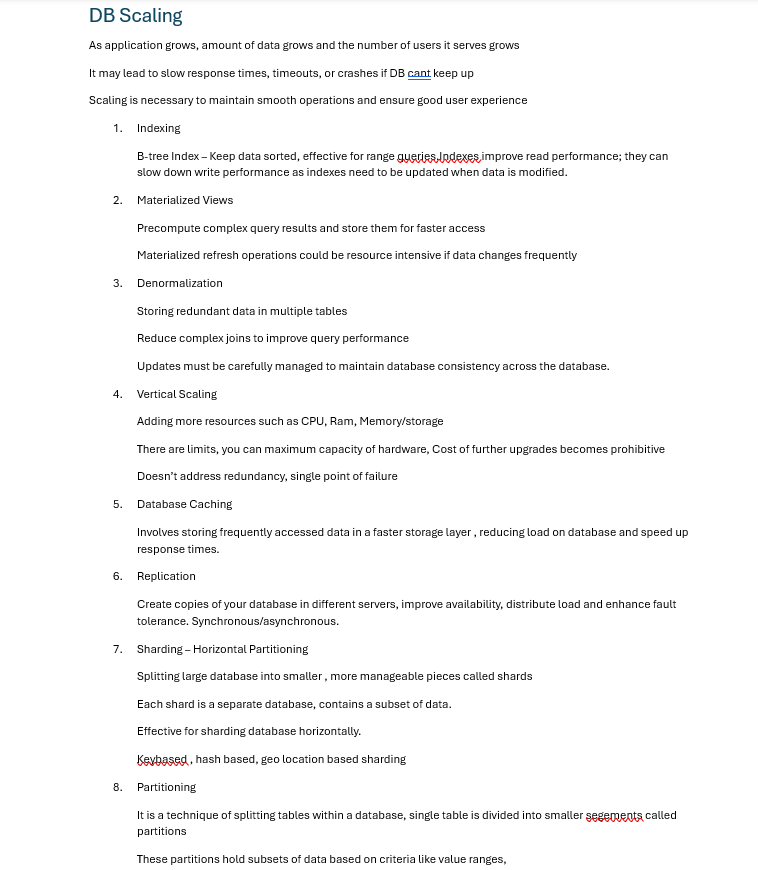 DB Scaling
As application grows, amount of data grows and the number of users it serves grows
It may lead to slow response times, timeouts, or crashes if DB cant keep up
Scaling is necessary to maintain smooth operations and ensure good user experience
1. Indexing
B-tree Index – Keep data sorted, effective for range queries.Indexes improve read performance; they can
slow down write performance as indexes need to be updated when data is modified.
2. Materialized Views
Precompute complex query results and store them for faster access
Materialized refresh operations could be resource intensive if data changes frequently
3. Denormalization
Storing redundant data in multiple tables
Reduce complex joins to improve query performance
Updates must be carefully managed to maintain database consistency across the database.
4. Vertical Scaling
Adding more resources such as CPU, Ram, Memory/storage
There are limits, you can maximum capacity of hardware, Cost of further upgrades becomes prohibitive
Doesn’t address redundancy, single point of failure
5. Database Caching
Involves storing frequently accessed data in a faster storage layer , reducing load on database and speed up
response times.
6. Replication
Create copies of your database in different servers, improve availability, distribute load and enhance fault
tolerance. Synchronous/asynchronous.
7. Sharding – Horizontal Partitioning
Splitting large database into smaller , more manageable pieces called shards
Each shard is a separate database, contains a subset of data.
Effective for sharding database horizontally.
Keybased , hash based, geo location based sharding
8. Partitioning
It is a technique of splitting tables within a database, single table is divided into smaller segements called
partitions
These partitions hold subsets of data based on criteria like value ranges,